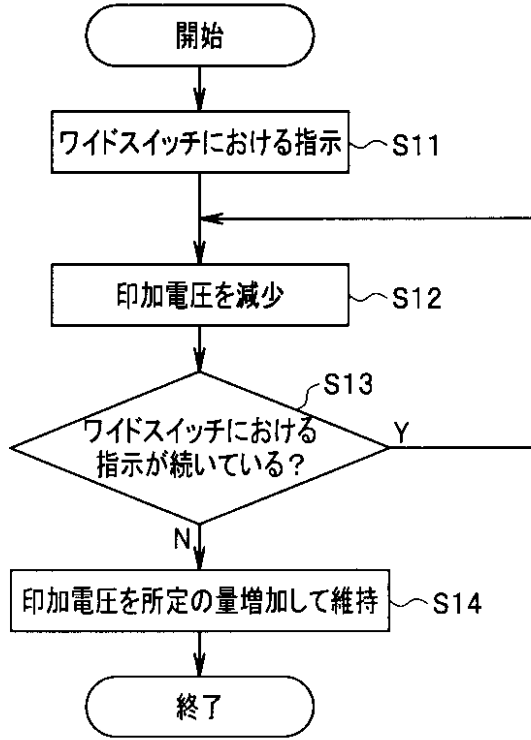 開始
ワイドスイッチにおける指示
S11
印加電圧を減少
S12
S13
ワイドスイッチにおける
指示が続いている?
Y
N
印加電圧を所定の量増加して維持
S14
終了